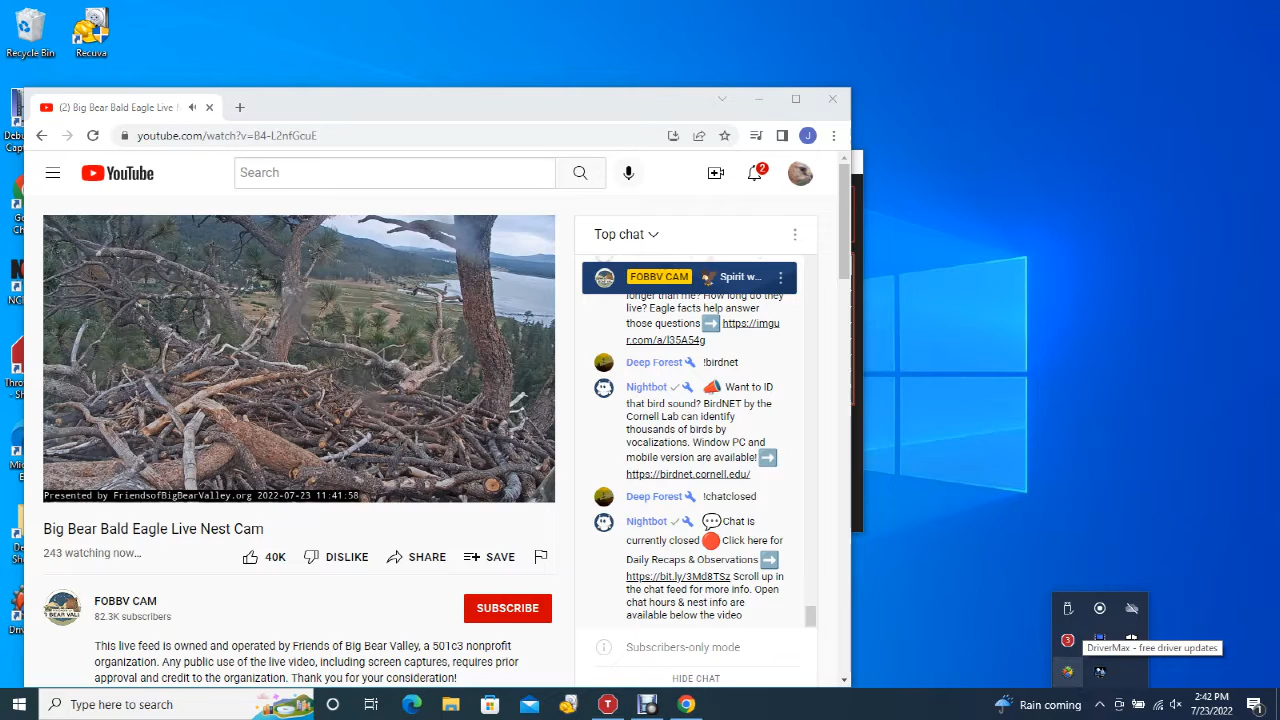 Recycle Bin
Recuva
(2) Big Bear Bald Eagle Live
youtube.com/watch?v=B4-L2nfGcuE
J
YouTube
Search
2
Top chat
FOBBV CAM Spirit w...
longer than me? How long do they
live? Eagle facts help answer
those questions https://imgu
r.com/a/l35A54g
Deep Forest !birdnet
Nightbot Want to ID
that bird sound? BirdNET by the
Cornell Lab can identify
thousands of birds by
vocalizations. Window PC and
mobile version are available!
https://birdnet.cornell.edu/
Deep Forest !chatclosed
Nightbot Chat is
currently closed Click here for
Daily Recaps & Observations
https://bit.ly/3Md8TSz Scroll up in
the chat feed for more info. Open
chat hours & nest info are
available below the video
Subscribers-only mode
HIDE CHAT
Presented by FriendsofBigBearValley.org 2022-07-23 11:41:58
Big Bear Bald Eagle Live Nest Cam
243 watching now...
40K DISLIKE SHARE SAVE
FOBBV CAM
82.3K subscribers
SUBSCRIBE
This live feed is owned and operated by Friends of Big Bear Valley, a 501c3 nonprofit
organization. Any public use of the live video, including screen captures, requires prior
approval and credit to the organization. Thank you for your consideration!
3
DriverMax - free driver updates
Type here to search
T
Rain coming
2:42 PM
7/23/2022
1